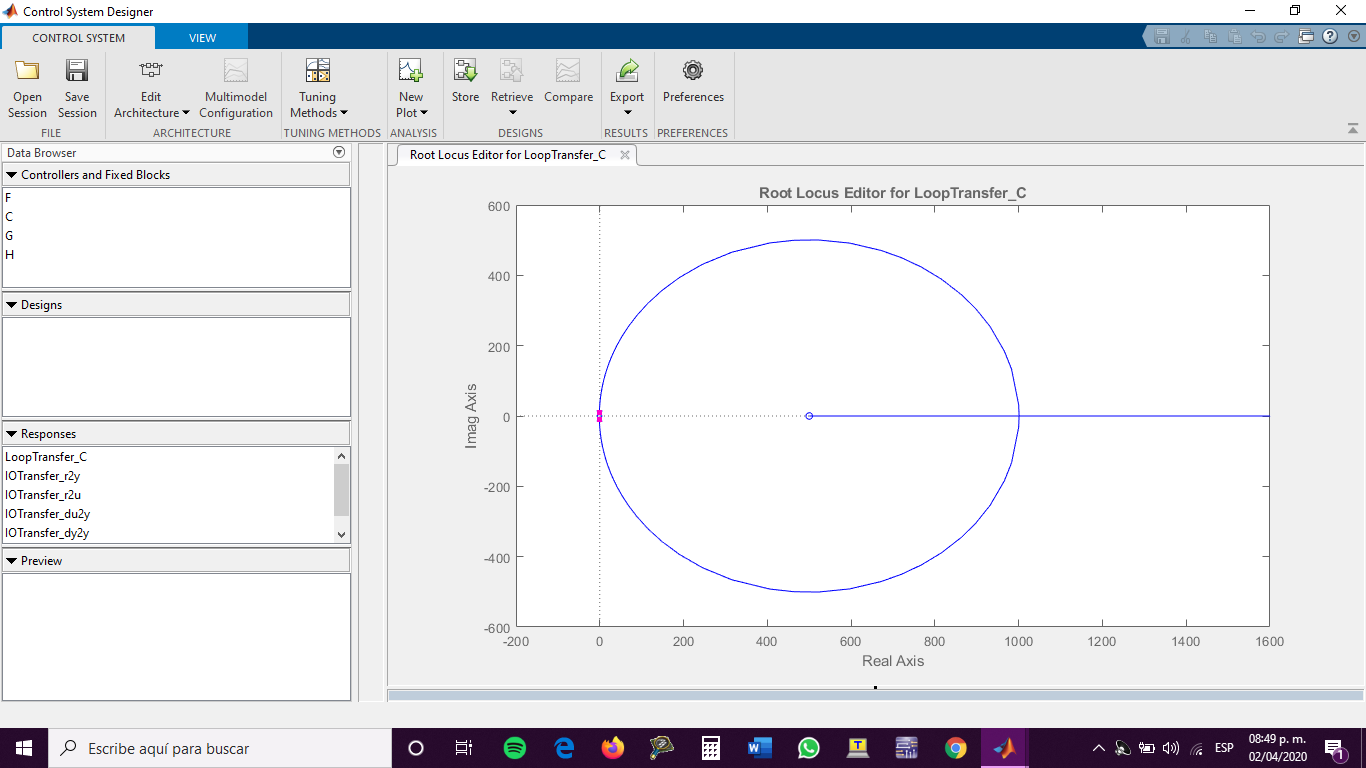 Control System Designer
CONTROL SYSTEM
VIEW
Open Session
Save Session
Edit Architecture
Multimodel Configuration
Tuning Methods
New Plot
Store
Retrieve
Compare
Export
Preferences
FILE
ARCHITECTURE
TUNING METHODS
ANALYSIS
DESIGNS
RESULTS
PREFERENCES
Data Browser
Controllers and Fixed Blocks
F
C
G
H
Designs
Responses
LoopTransfer_C
IOTransfer_r2y
IOTransfer_r2u
IOTransfer_du2y
IOTransfer_dy2y
Preview
Root Locus Editor for LoopTransfer_C
Root Locus Editor for LoopTransfer_C
600
400
200
0
-200
-400
-600
Imag Axis
-200 0 200 400 600 800 1000 1200 1400 1600
Real Axis
Escribe aquí para buscar
ESP
08:49 p. m.
02/04/2020
1